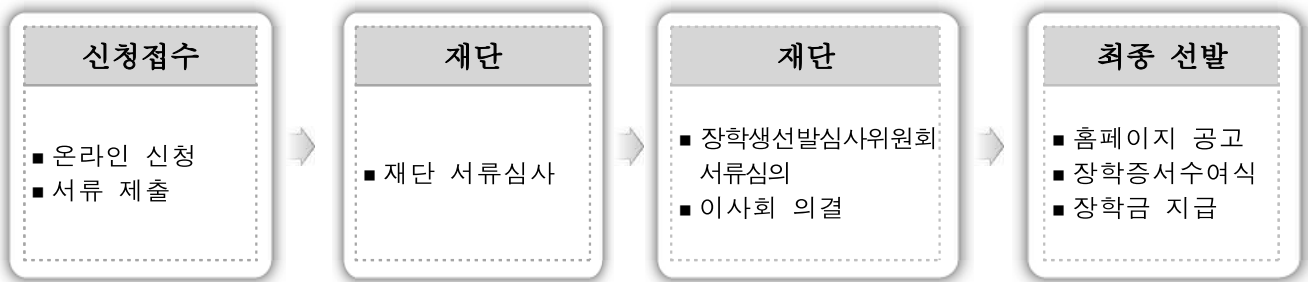 신청접수
■ 온라인 신청
■ 서류 제출
재단
■ 재단 서류심사
재단
■ 장학생선발심사위원회
서류심의
■ 이사회 의결
최종 선발
■ 홈페이지 공고
■ 장학증서수여식
■ 장학금 지급